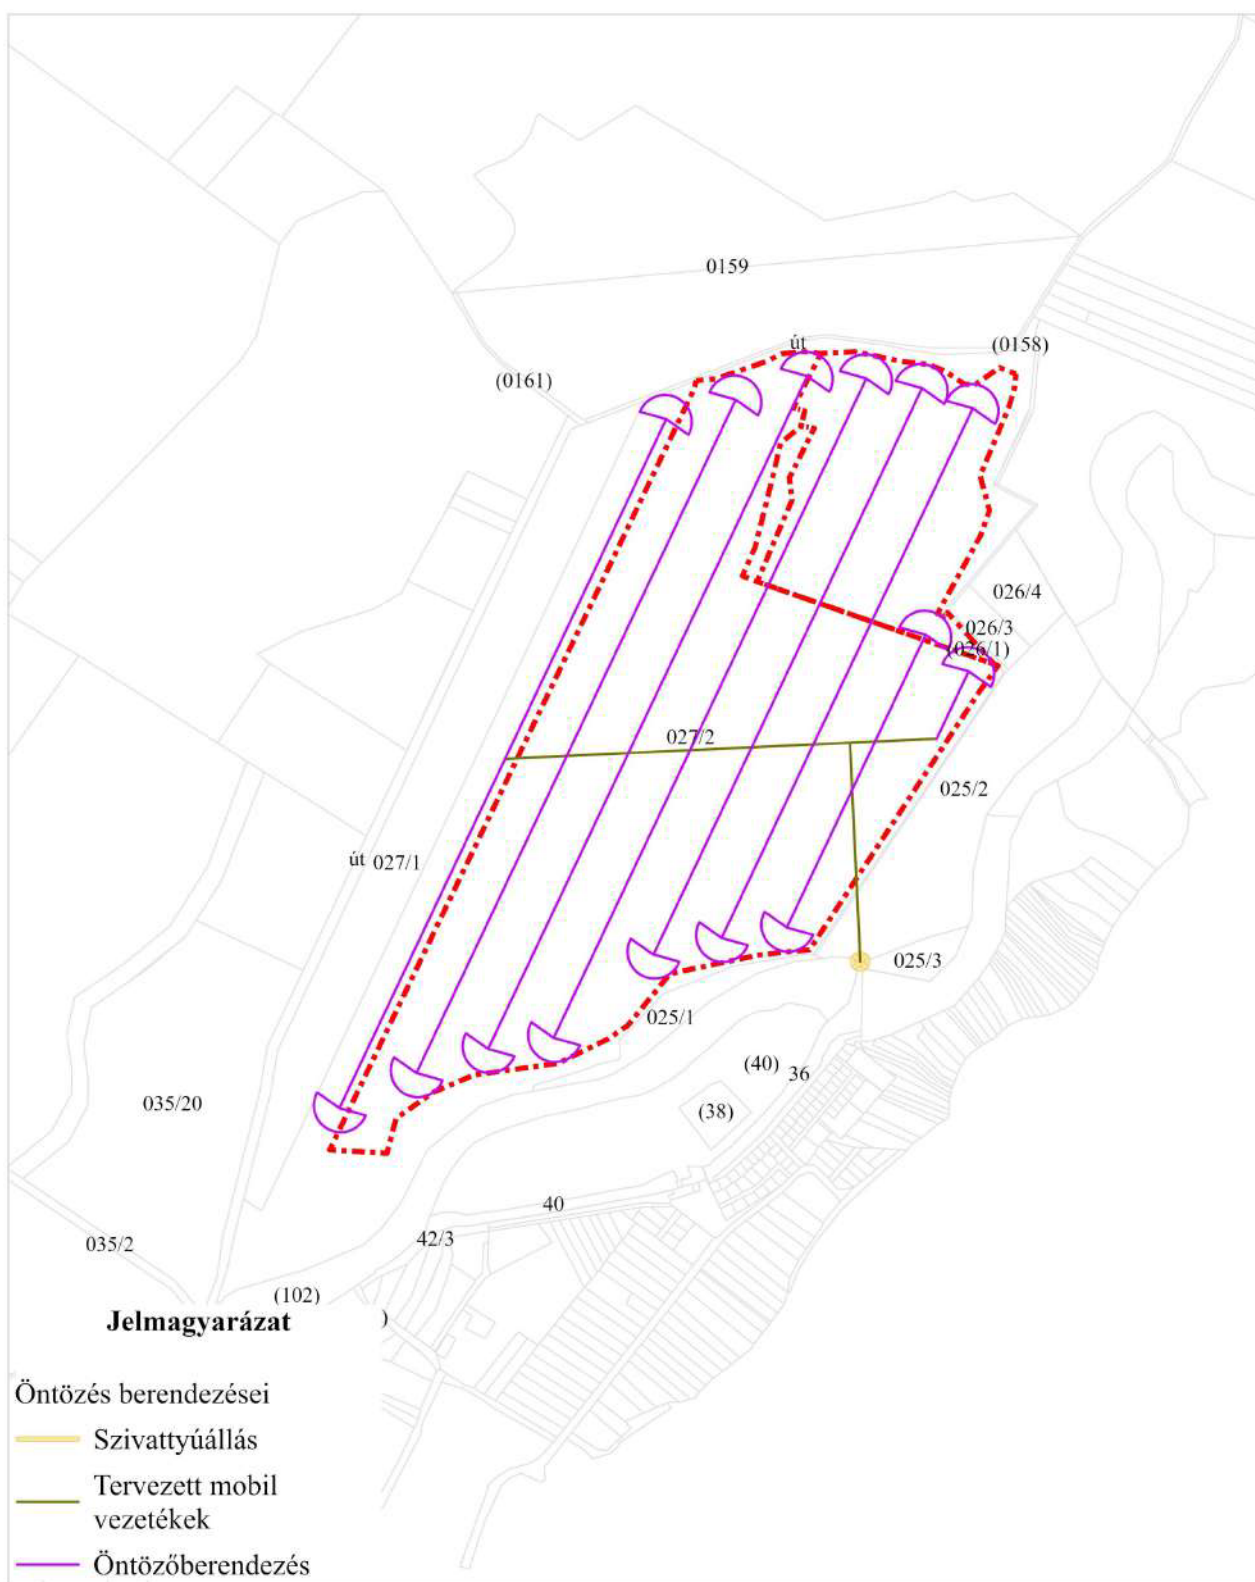 0159
út
(0158)
(0161)
026/4
026/3
(026/1)
027/2
025/2
út 027/1
025/3
025/1
(40)
36
035/20
(38)
40
42/3
035/2
(102)
)
Jelmagyarázat
Öntözés berendezései
Szivattyúállás
Tervezett mobil
vezetékek
Öntözőberendezés